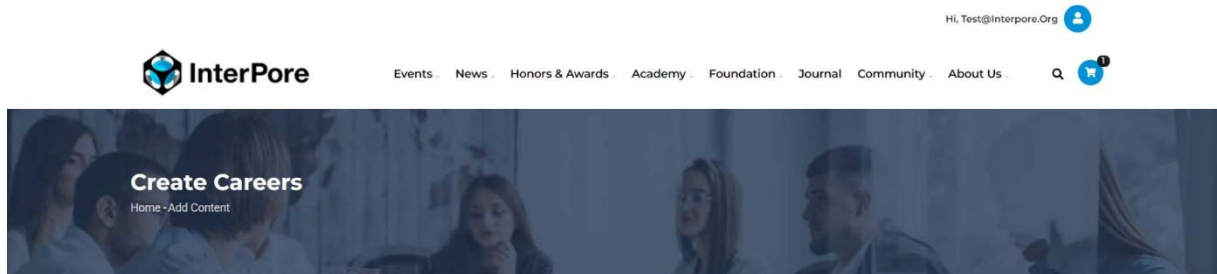 Hi, Test@Interpore.Org
InterPore
Events News Honors & Awards Academy Foundation Journal Community About Us
1
Create Careers
Home - Add Content